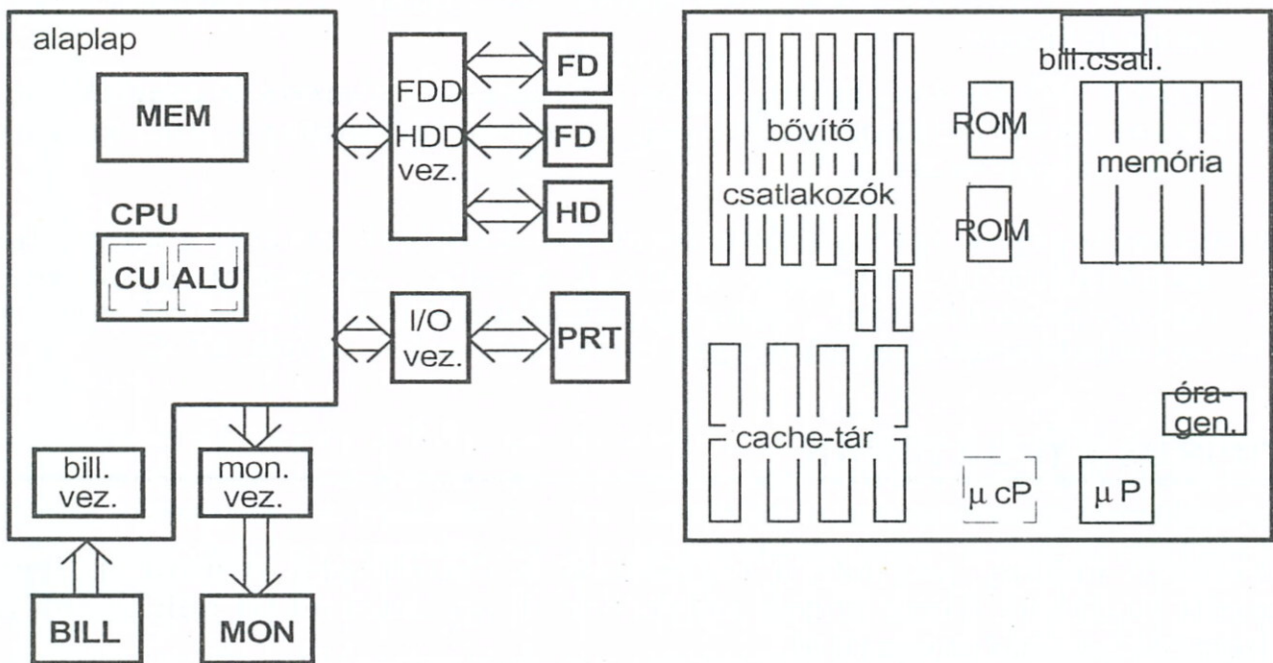 alaplap
MEM
CPU
CU ALU
bill.
vez.
mon.
vez.
BILL
MON
FDD
HDD
vez.
FD
FD
HD
I/O
vez.
PRT
bővítő
csatlakozók
cache-tár
ROM
ROM
bill.csatl.
memória
óra-
gen.
μ cP
μ P